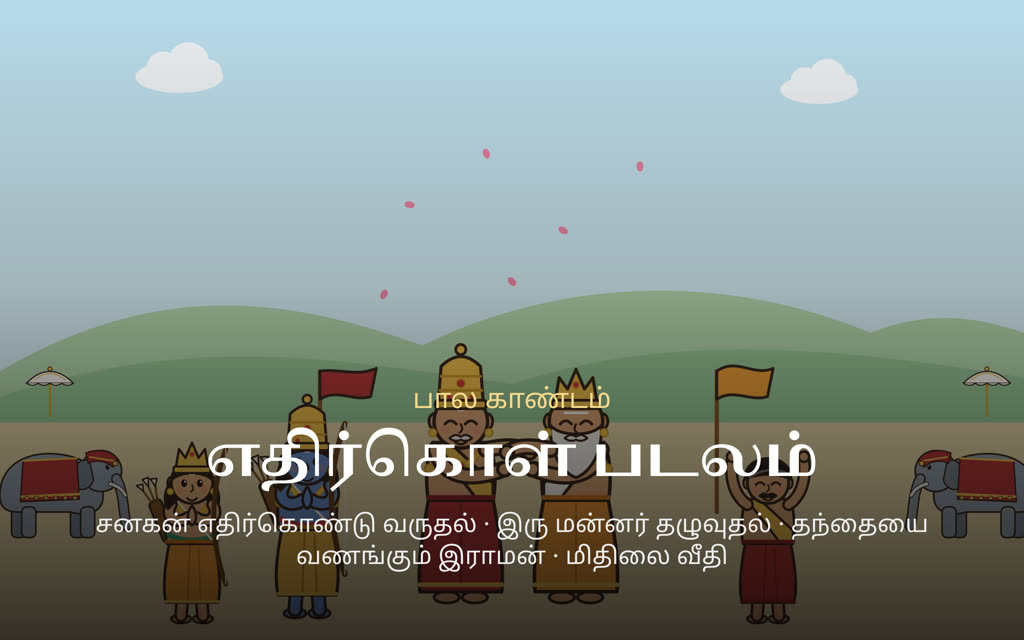 பால காண்டம்
எதிர்கொள் படலம்
சனகன் எதிர்கொண்டு வருதல் · இரு மன்னர் தழுவுதல் · தந்தையை
வணங்கும் இராமன் · மிதிலை வீதி